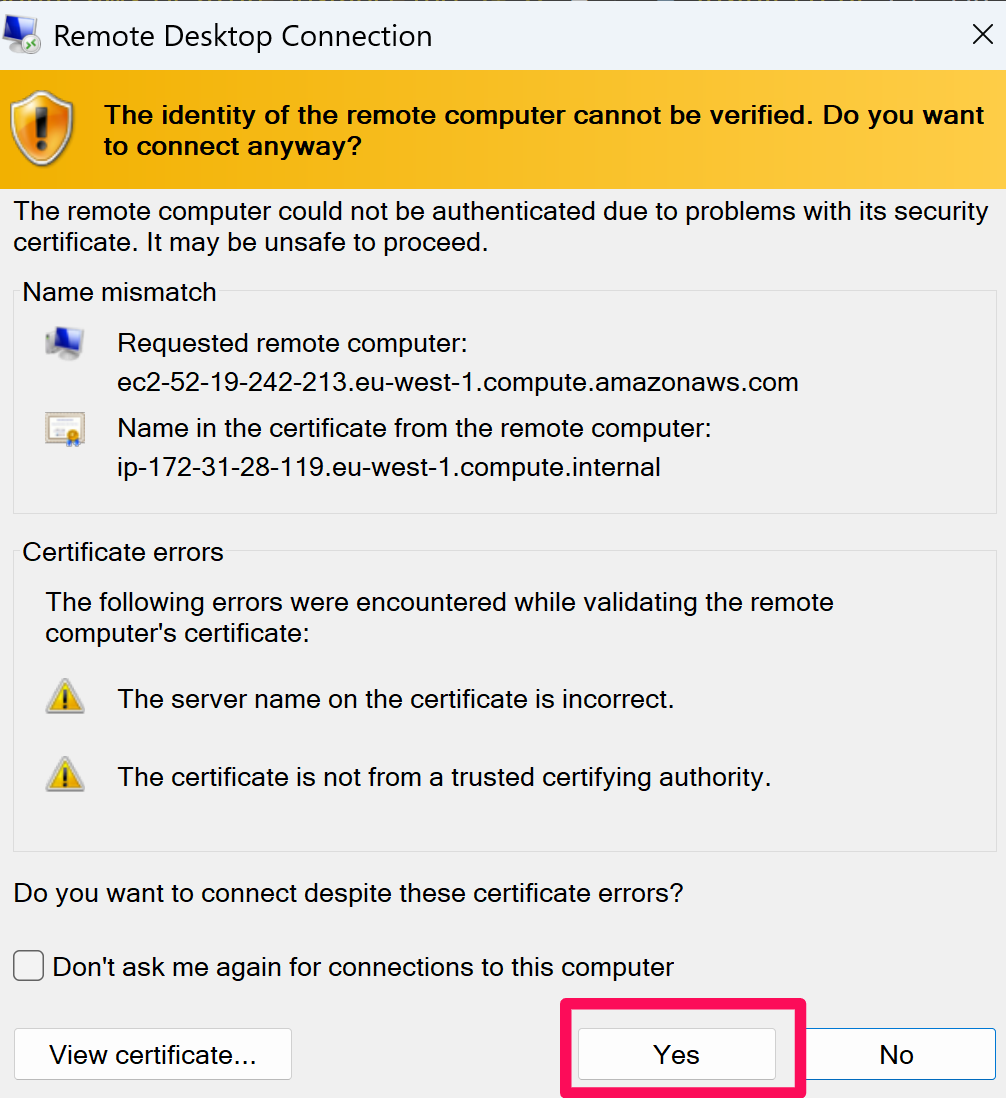 Remote Desktop Connection
The identity of the remote computer cannot be verified. Do you want
to connect anyway?
The remote computer could not be authenticated due to problems with its security
certificate. It may be unsafe to proceed.
Name mismatch
Requested remote computer:
ec2-52-19-242-213.eu-west-1.compute.amazonaws.com
Name in the certificate from the remote computer:
ip-172-31-28-119.eu-west-1.compute.internal
Certificate errors
The following errors were encountered while validating the remote
computer's certificate:
The server name on the certificate is incorrect.
The certificate is not from a trusted certifying authority.
Do you want to connect despite these certificate errors?
Don't ask me again for connections to this computer
View certificate... Yes No